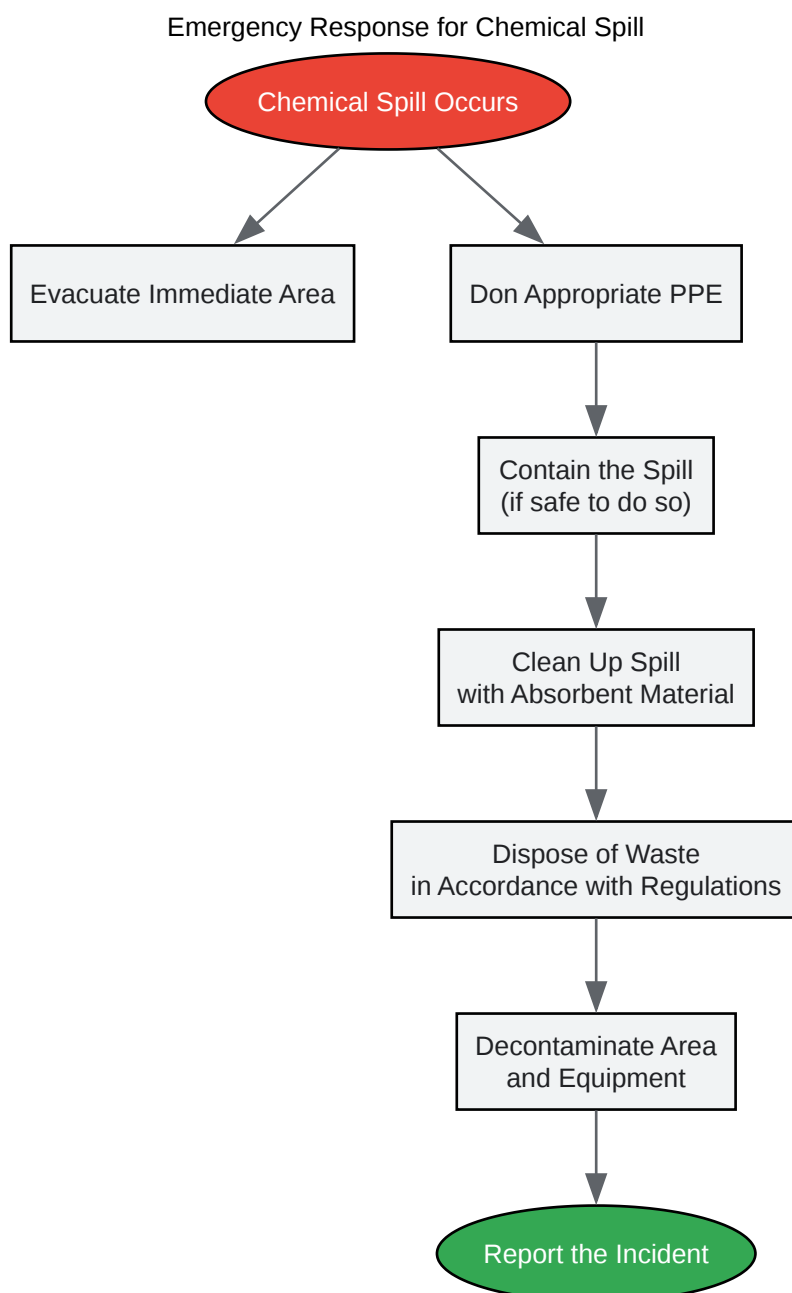 Emergency Response for Chemical Spill
Chemical Spill Occurs
Evacuate Immediate Area
Don Appropriate PPE
Contain the Spill
(if safe to do so)
Clean Up Spill
with Absorbent Material
Dispose of Waste
in Accordance with Regulations
Decontaminate Area
and Equipment
Report the Incident